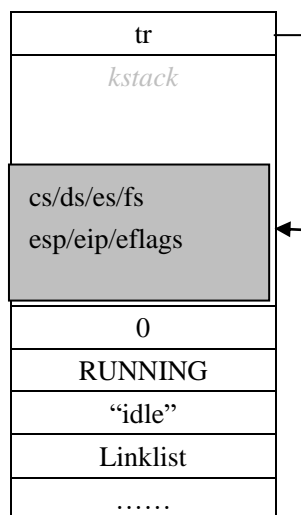 tr
kstack
cs/ds/es/fs
esp/eip/eflags
0
RUNNING
“idle”
Linklist
……